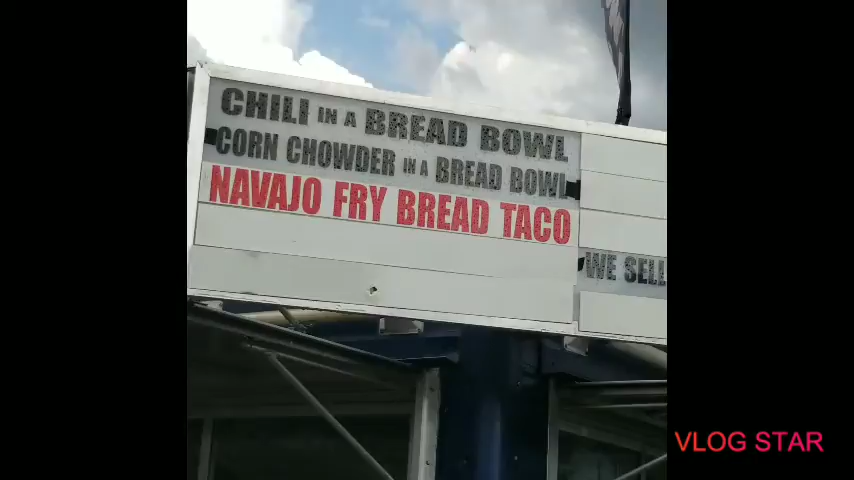 CHILI IN A BREAD BOWL
CORN CHOWDER IN A BREAD BOWL
NAVAJO FRY BREAD TACO
WE SELL
VLOG STAR